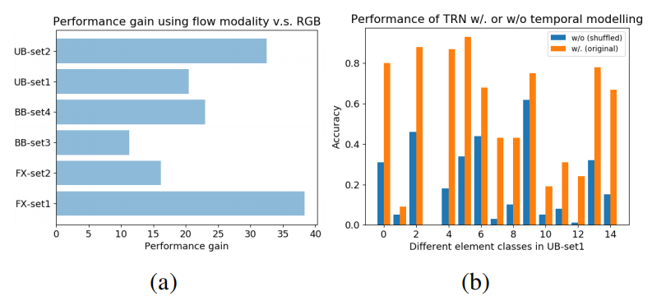 Performance gain using flow modality v.s. RGB
UB-set2
UB-set1
BB-set4
BB-set3
FX-set2
FX-set1
0 5 10 15 20 25 30 35 40
Performance gain
(a)
Performance of TRN w/. or w/o temporal modelling
w/o (shuffled)
w/. (original)
Accuracy
0.8
0.6
0.4
0.2
0.0
0 2 4 6 8 10 12 14
Different element classes in UB-set1
(b)